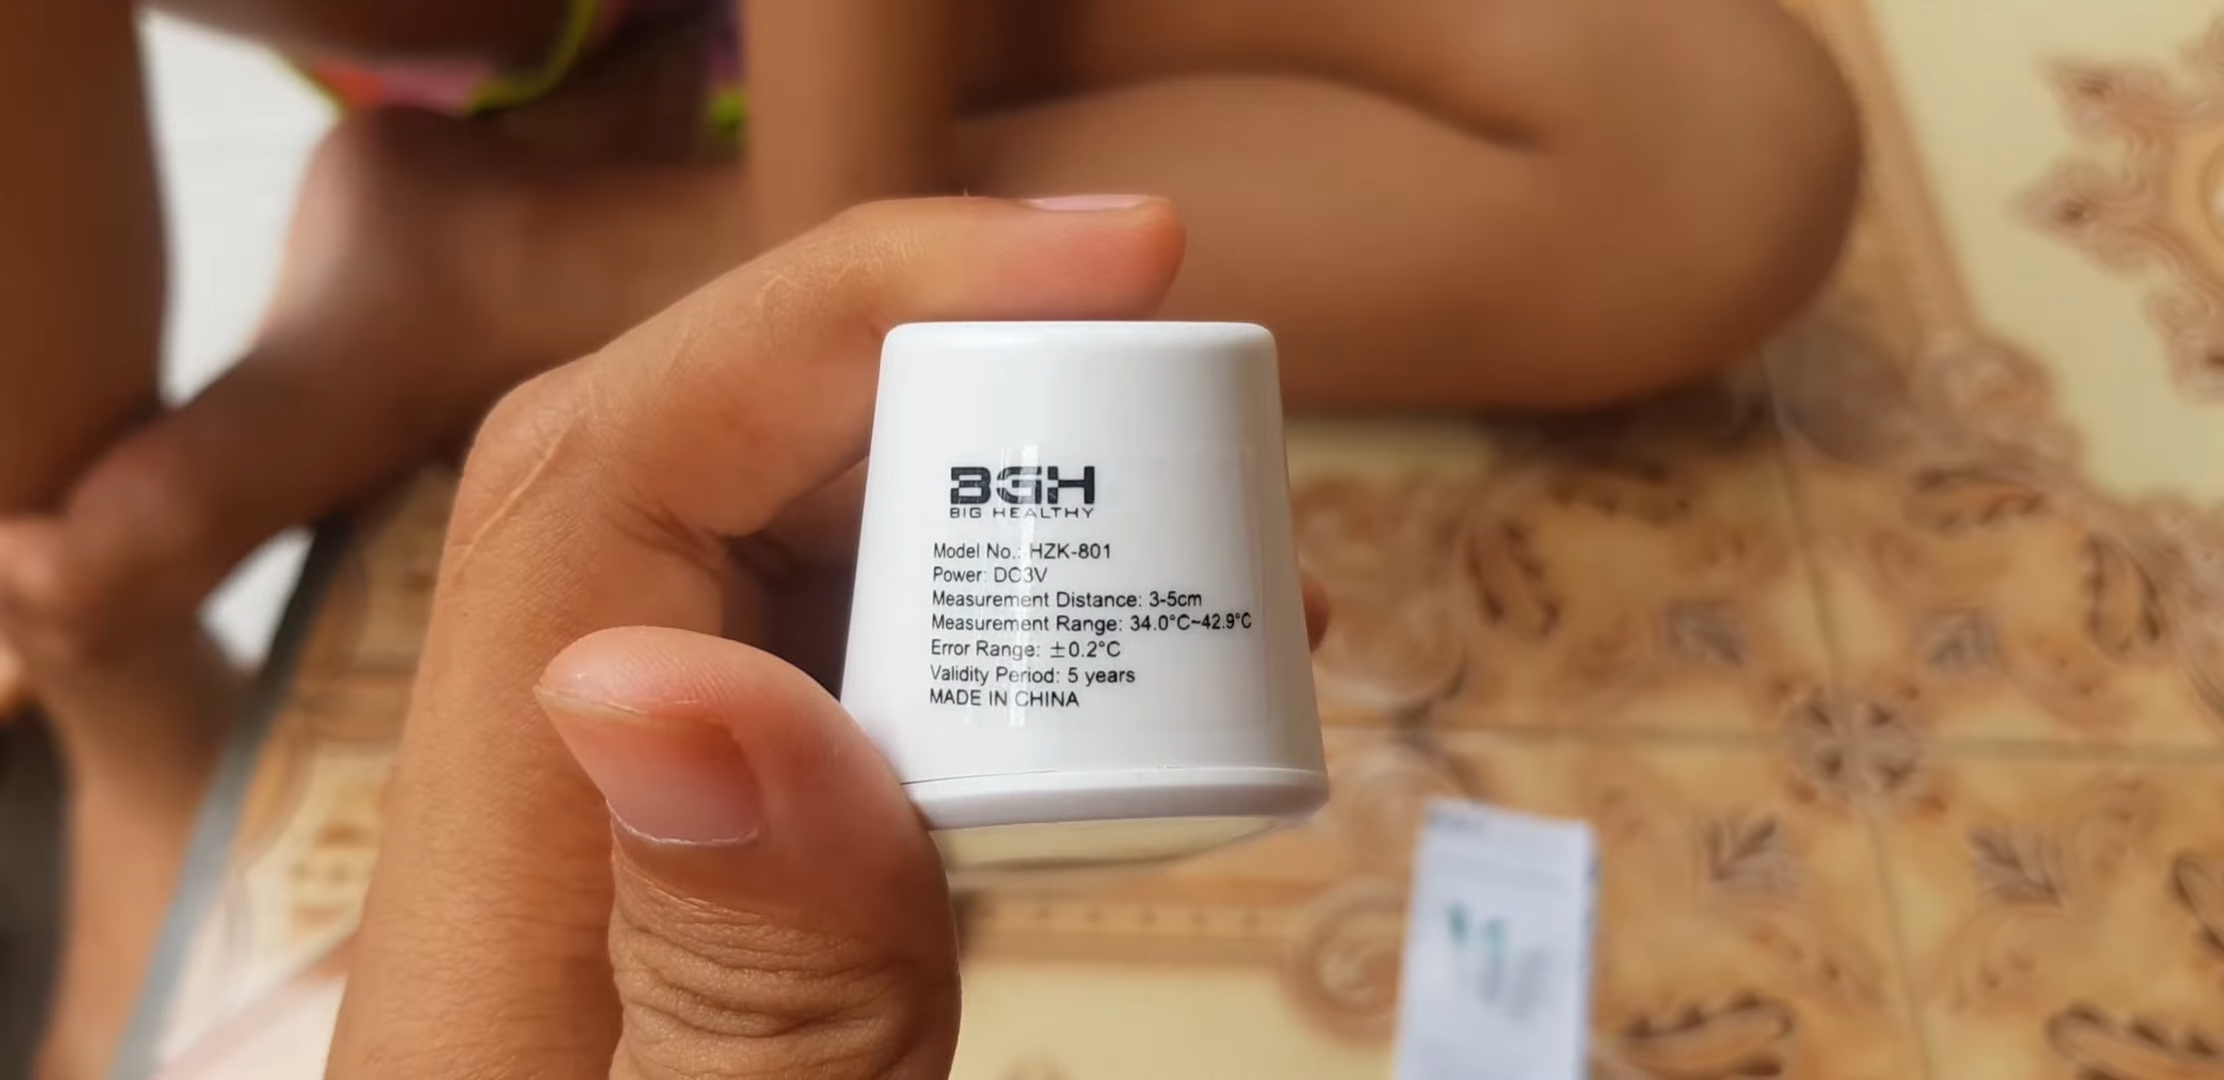 BGH
BIG HEALTHY
Model No.: HZK-801
Power: DC3V
Measurement Distance: 3-5cm
Measurement Range: 34.0°C~42.9°C
Error Range: ±0.2°C
Validity Period: 5 years
MADE IN CHINA